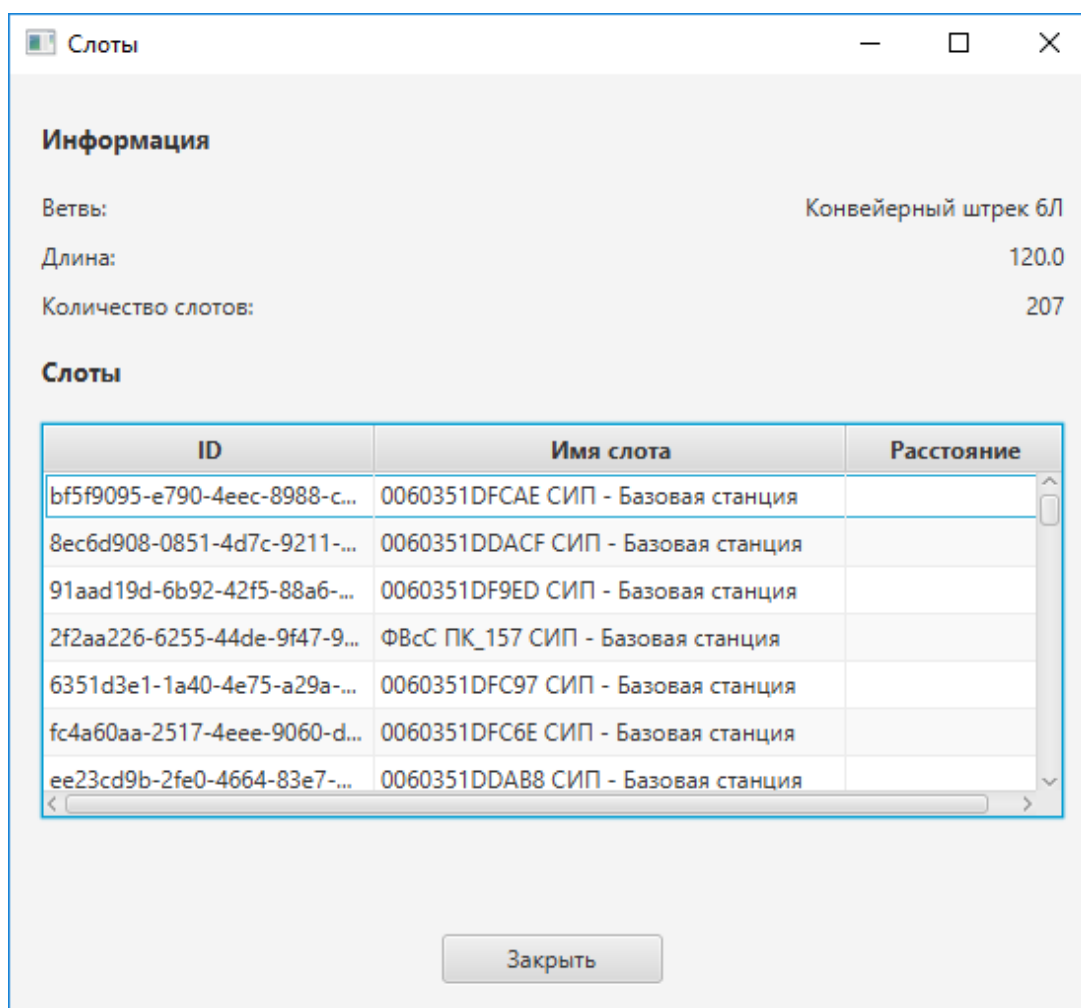 Слоты
Информация
Ветвь: Конвейерный штрек 6Л
Длина: 120.0
Количество слотов: 207
Слоты
ID Имя слота Расстояние
bf5f9095-e790-4eec-8988-c... 0060351DFCAE СИП - Базовая станция
8ec6d908-0851-4d7c-9211-... 0060351DDACF СИП - Базовая станция
91aad19d-6b92-42f5-88a6-... 0060351DF9ED СИП - Базовая станция
2f2aa226-6255-44de-9f47-9... ФВсС ПК_157 СИП - Базовая станция
6351d3e1-1a40-4e75-a29a-... 0060351DFC97 СИП - Базовая станция
fc4a60aa-2517-4eee-9060-d... 0060351DFC6E СИП - Базовая станция
ee23cd9b-2fe0-4664-83e7-... 0060351DDAB8 СИП - Базовая станция
Закрыть